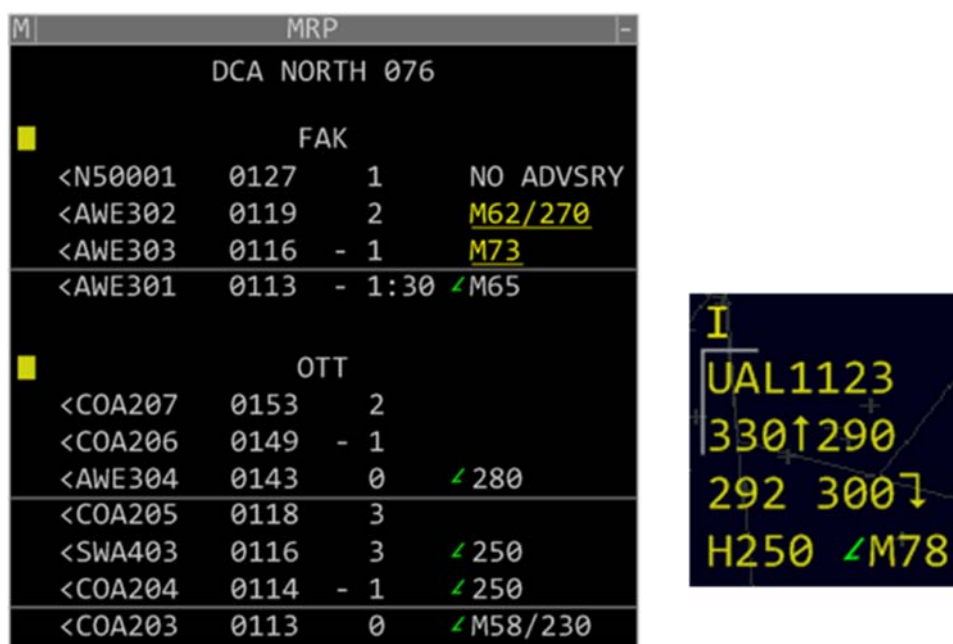 M MRP -
DCA NORTH 076
FAK
<N50001 0127 1 NO ADVSRY
<AWE302 0119 2 M62/270
<AWE303 0116 - 1 M73
<AWE301 0113 - 1:30 ∠M65
OTT
<COA207 0153 2
<COA206 0149 - 1
<AWE304 0143 0 ∠280
<COA205 0118 3
<SWA403 0116 3 ∠250
<COA204 0114 - 1 ∠250
<COA203 0113 0 ∠M58/230
I
UAL1123
330↑290
292 300↴
H250 ∠M78